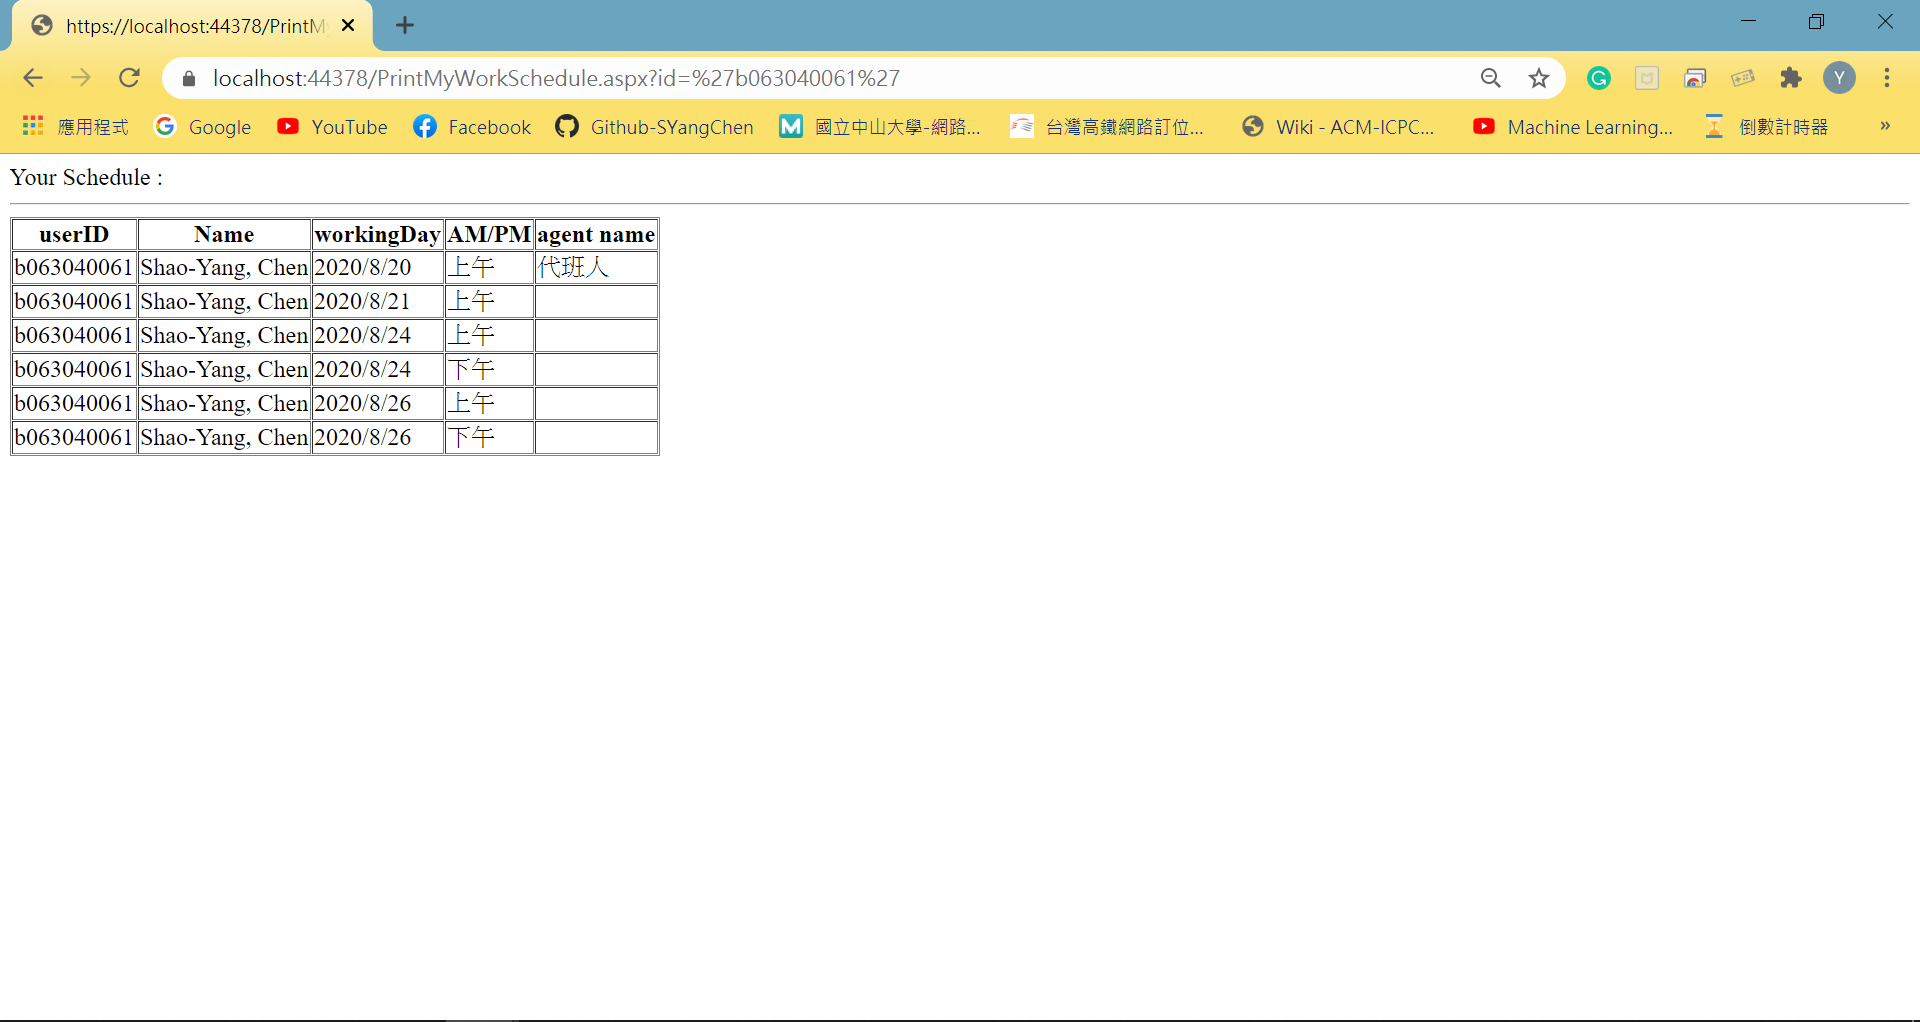 https://localhost:44378/PrintM
localhost:44378/PrintMyWorkSchedule.aspx?id=%27b063040061%27
Y
應用程式 Google YouTube Facebook Github-SYangChen 國立中山大學-網路... 台灣高鐵網路訂位... Wiki - ACM-ICPC... Machine Learning... 倒數計時器 »
Your Schedule :
userID Name workingDay AM/PM agent name
b063040061 Shao-Yang, Chen 2020/8/20 上午 代班人
b063040061 Shao-Yang, Chen 2020/8/21 上午
b063040061 Shao-Yang, Chen 2020/8/24 上午
b063040061 Shao-Yang, Chen 2020/8/24 下午
b063040061 Shao-Yang, Chen 2020/8/26 上午
b063040061 Shao-Yang, Chen 2020/8/26 下午